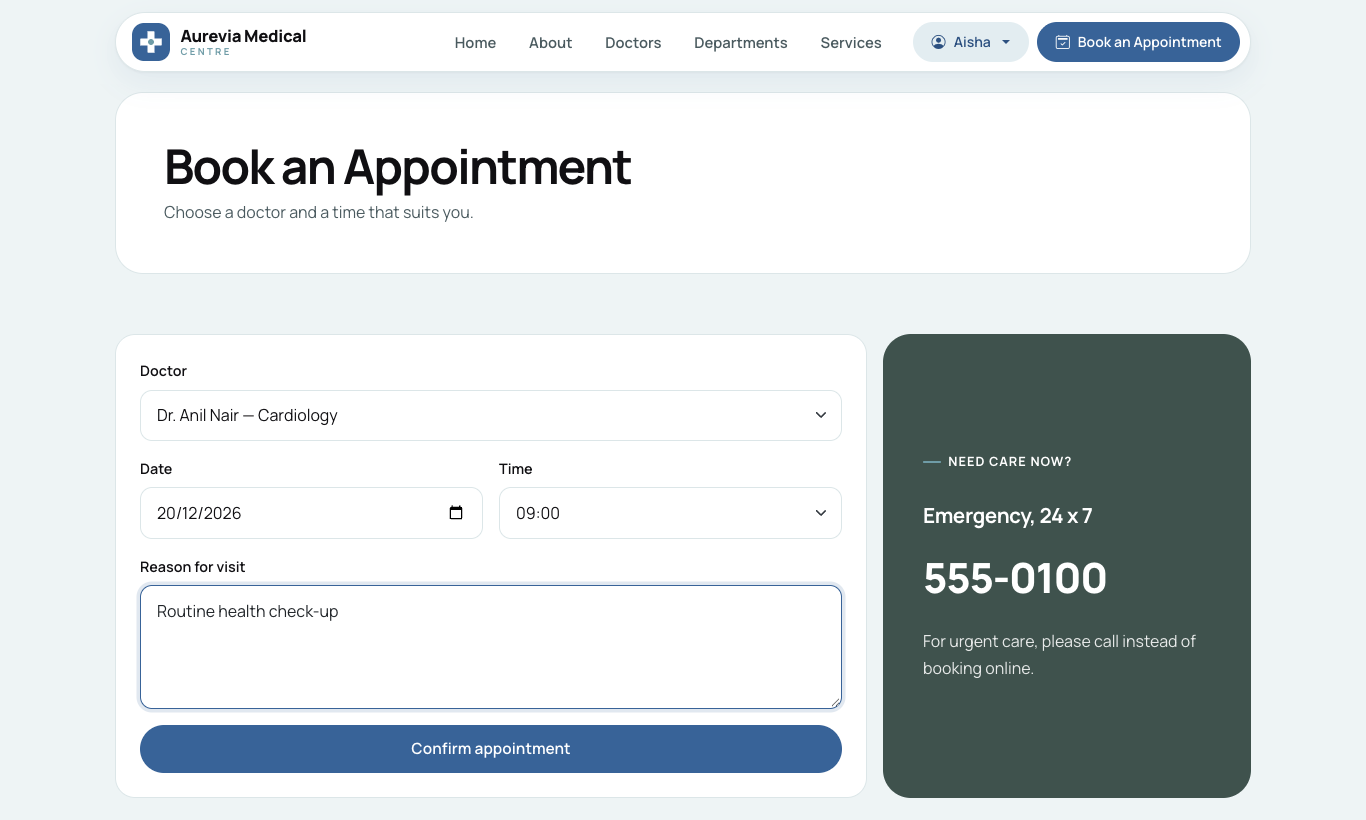 Aurevia Medical
CENTRE
Home
About
Doctors
Departments
Services
Aisha
Book an Appointment
Book an Appointment
Choose a doctor and a time that suits you.
Doctor
Dr. Anil Nair — Cardiology
Date
Time
20/12/2026
09:00
Reason for visit
Routine health check-up
Confirm appointment
NEED CARE NOW?
Emergency, 24 x 7
555-0100
For urgent care, please call instead of
booking online.